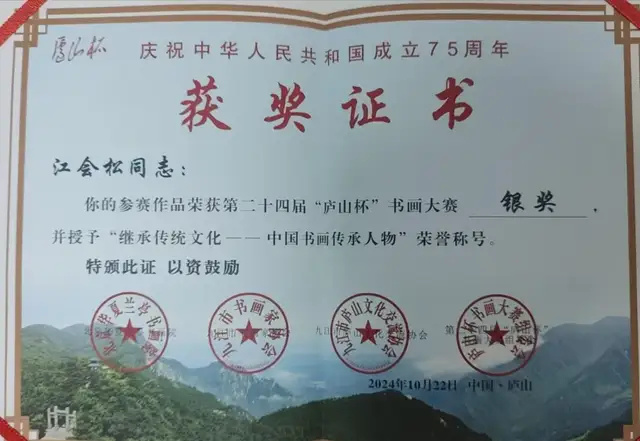 庐山杯
庆祝中华人民共和国成立75周年
获奖证书
江会松同志：
你的参赛作品荣获第二十四届“庐山杯”书画大赛 银奖，
并授予“继承传统文化——中国书画传承人物”荣誉称号。
特颁此证 以资鼓励
九江市书画家协会
九江市庐山文化交流协会
庐山杯书画大赛组委会
2024年10月22日 中国·庐山